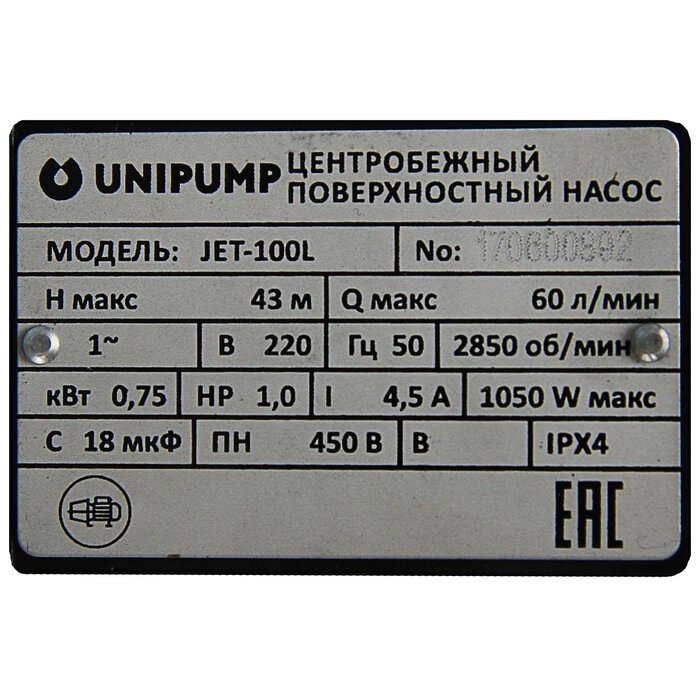 UNIPUMP ЦЕНТРОБЕЖНЫЙ
ПОВЕРХНОСТНЫЙ НАСОС
МОДЕЛЬ: JET-100L No: 170600892
H макс 43 м Q макс 60 л/мин
1~ В 220 Гц 50 2850 об/мин
кВт 0,75 HP 1,0 I 4,5 А 1050 W макс
С 18 мкФ ПН 450 В В IPX4
EAC